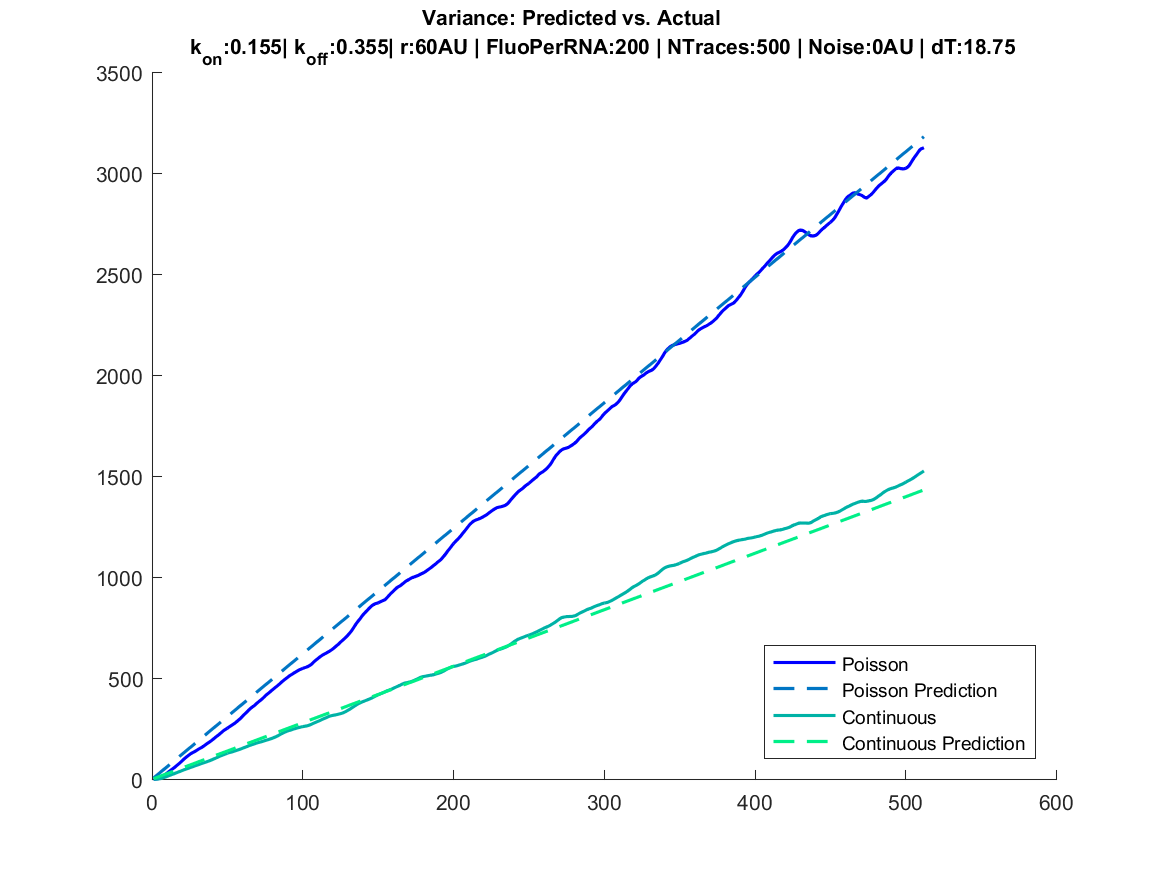 Variance: Predicted vs. Actual
kon:0.155| koff:0.355| r:60AU | FluoPerRNA:200 | NTraces:500 | Noise:0AU | dT:18.75
3500
3000
2500
2000
1500
1000
500
0
0 100 200 300 400 500 600
Poisson
Poisson Prediction
Continuous
Continuous Prediction